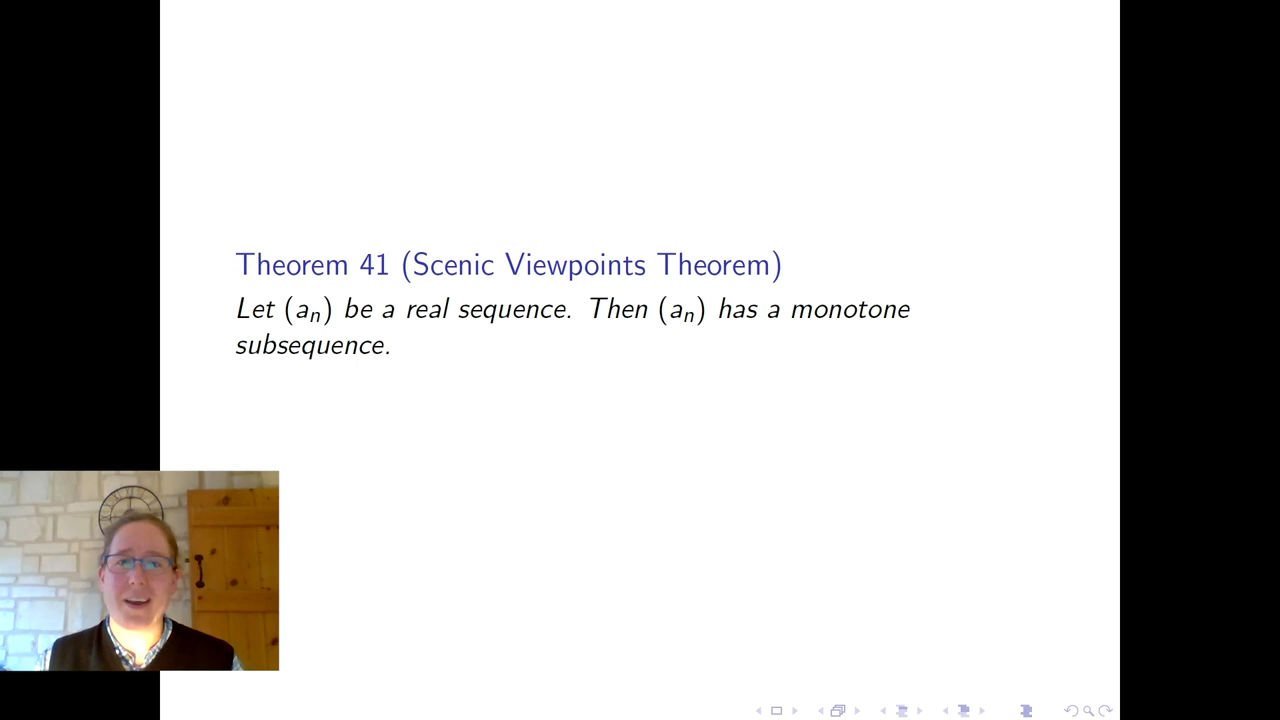 Theorem 41 (Scenic Viewpoints Theorem)
Let (aₙ) be a real sequence. Then (aₙ) has a monotone
subsequence.